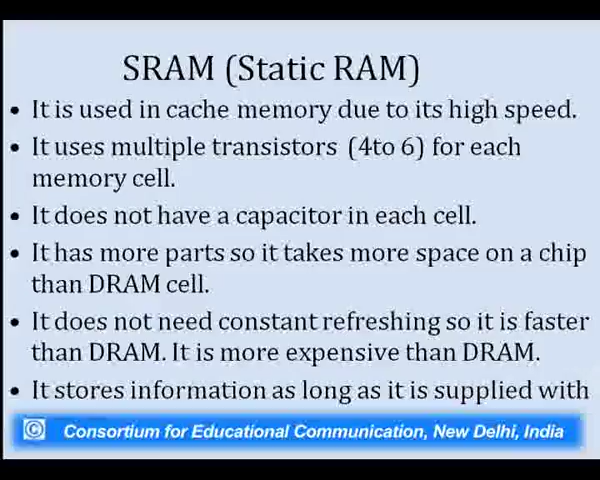 SRAM (Static RAM)
• It is used in cache memory due to its high speed.
• It uses multiple transistors (4to 6) for each
memory cell.
• It does not have a capacitor in each cell.
• It has more parts so it takes more space on a chip
than DRAM cell.
• It does not need constant refreshing so it is faster
than DRAM. It is more expensive than DRAM.
• It stores information as long as it is supplied with
© Consortium for Educational Communication, New Delhi, India